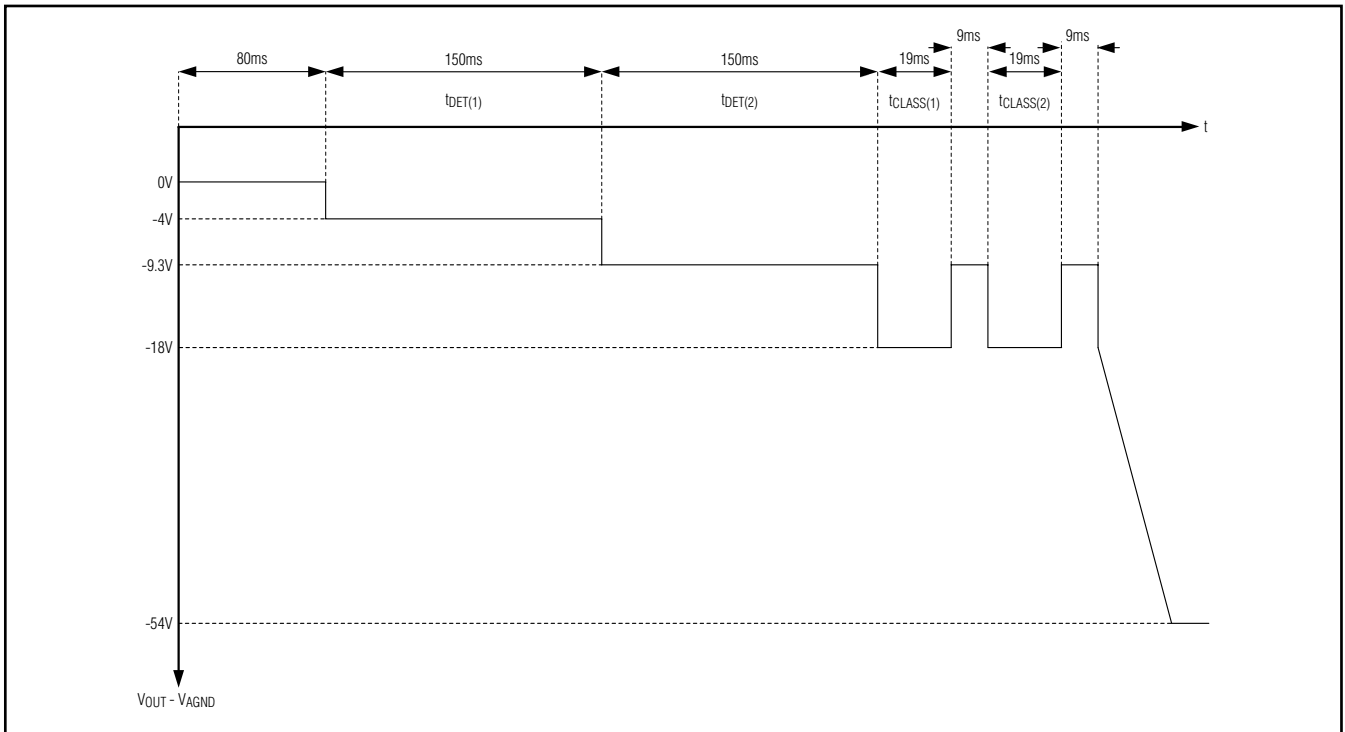 9ms 9ms
80ms 150ms 150ms 19ms 19ms
tDET(1) tDET(2) tCLASS(1) tCLASS(2)
t
0V
-4V
-9.3V
-18V
-54V
VOUT - VAGND